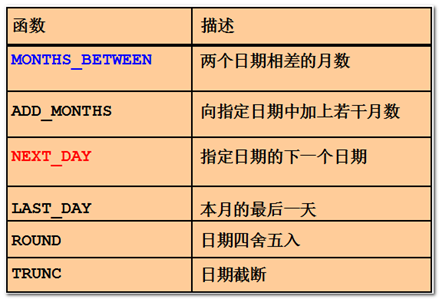 函数 描述
MONTHS_BETWEEN 两个日期相差的月数
ADD_MONTHS 向指定日期中加上若干月数
NEXT_DAY 指定日期的下一个日期
LAST_DAY 本月的最后一天
ROUND 日期四舍五入
TRUNC 日期截断